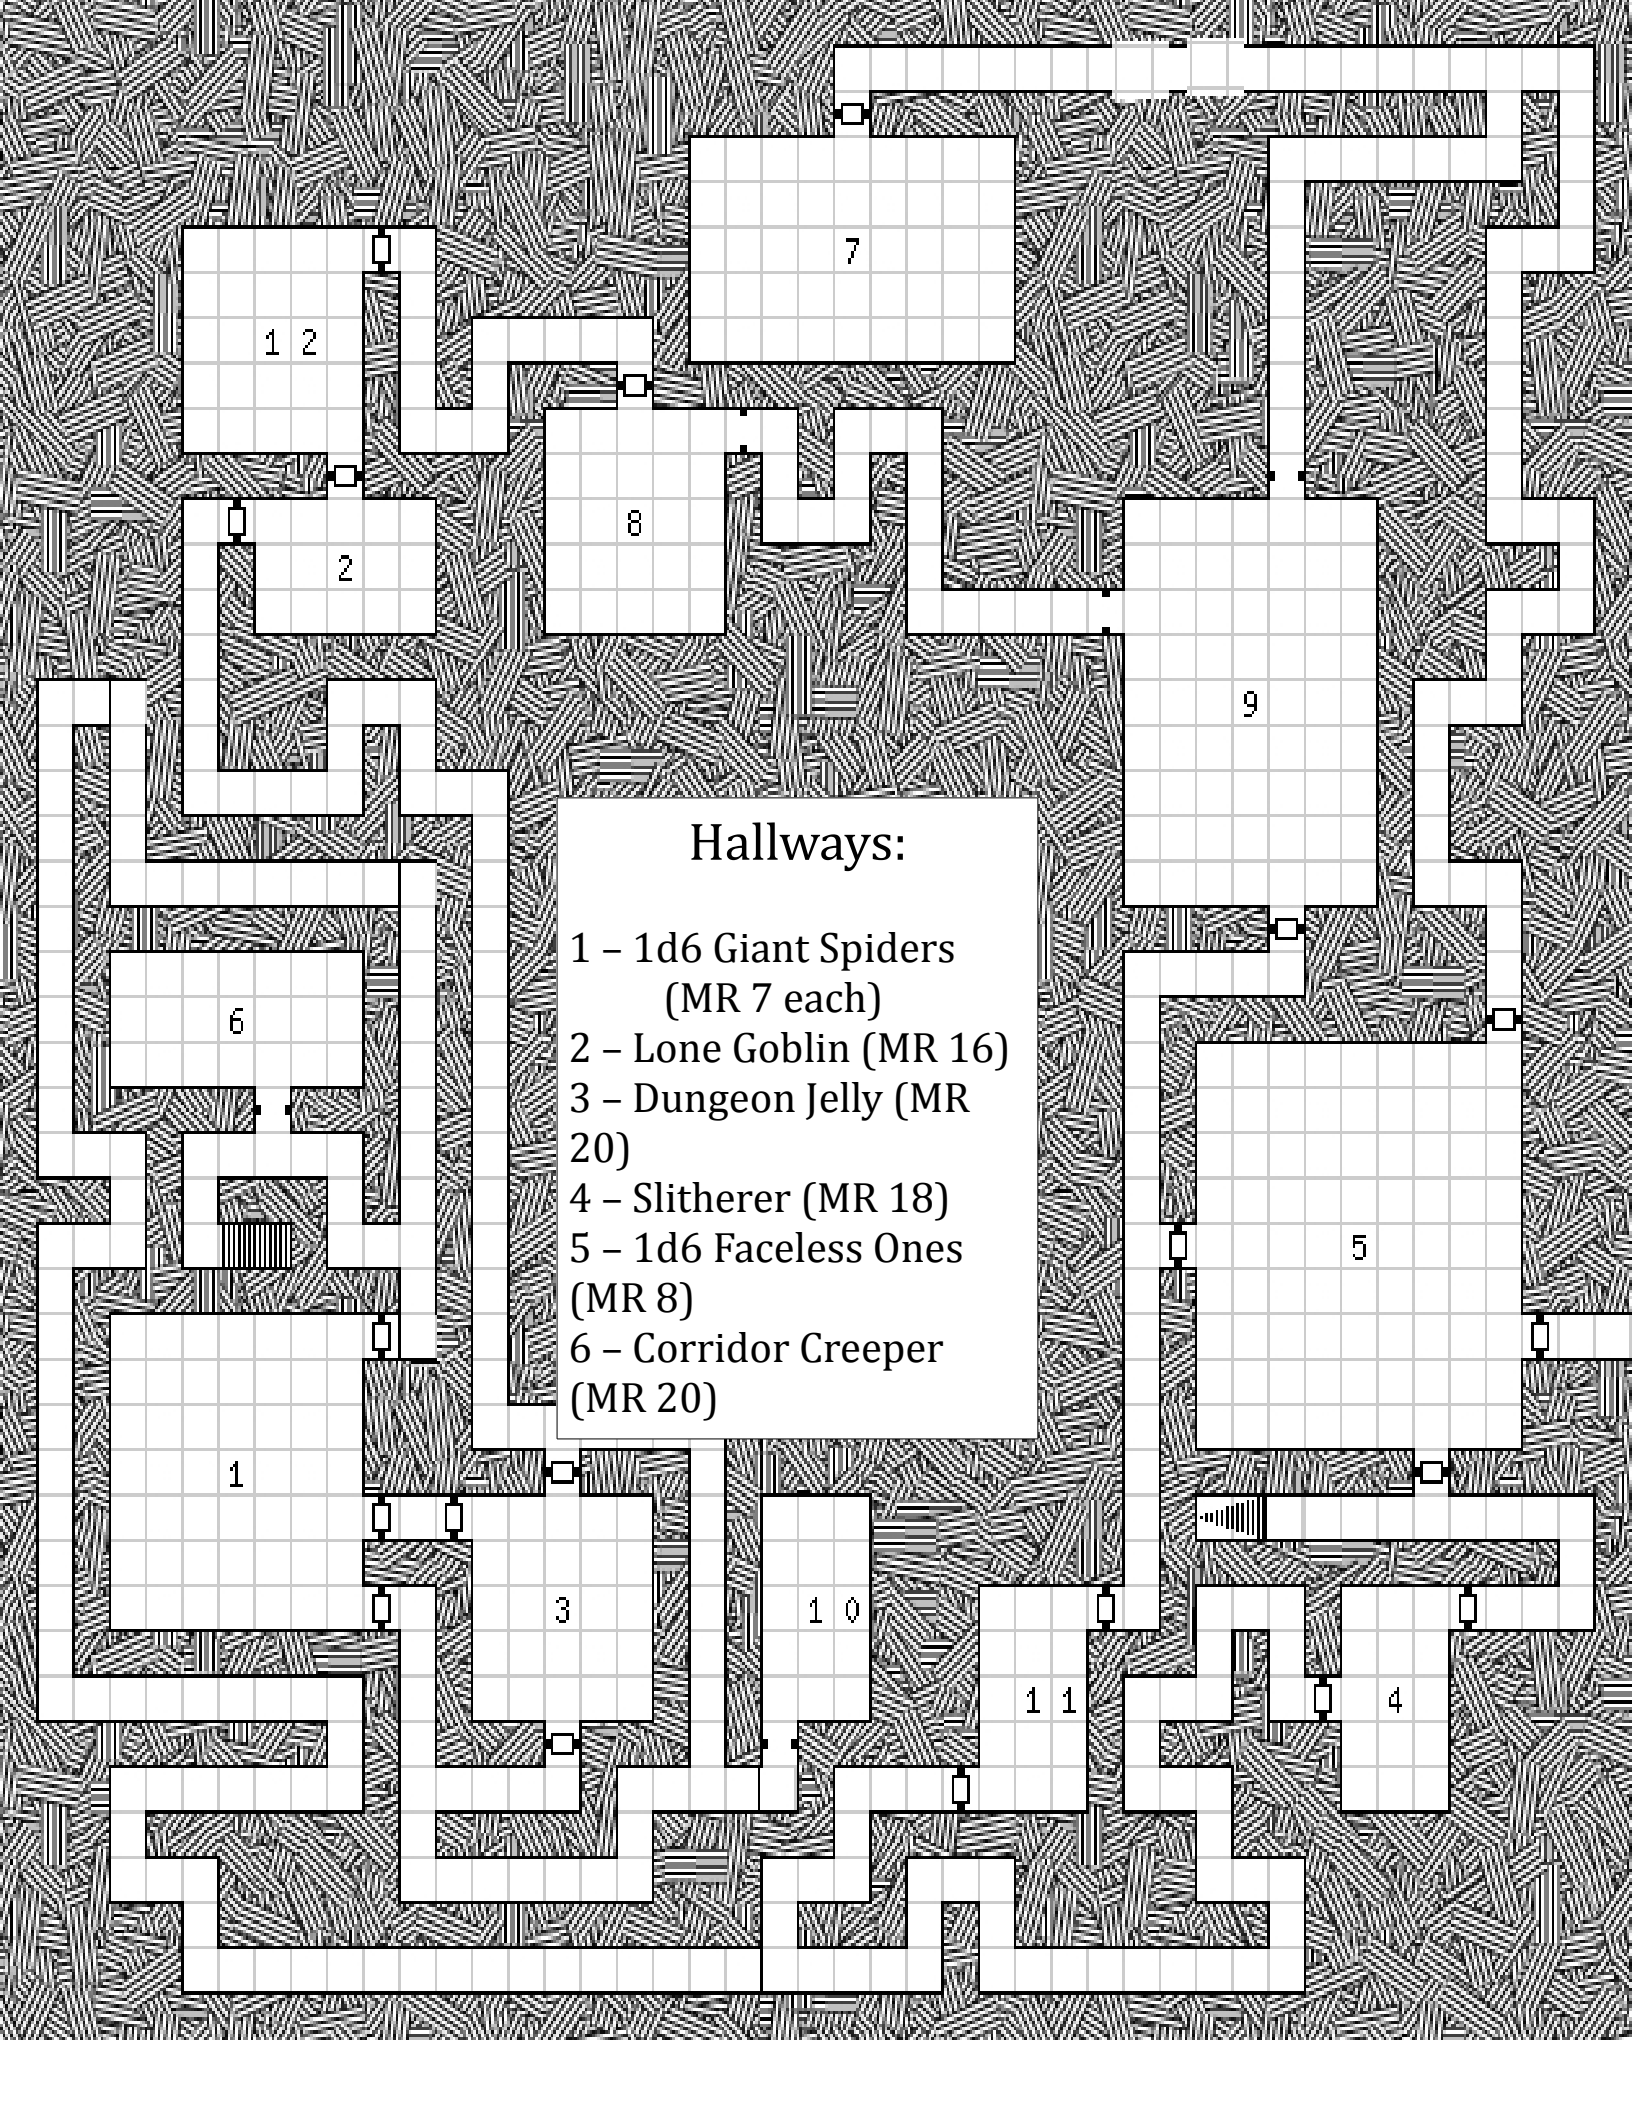 7
1 2
8
2
9
Hallways:
1 – 1d6 Giant Spiders
(MR 7 each)
2 – Lone Goblin (MR 16)
3 – Dungeon Jelly (MR
20)
4 – Slitherer (MR 18)
5 – 1d6 Faceless Ones
(MR 8)
6 – Corridor Creeper
(MR 20)
6
5
1
3
1 0
1 1
4